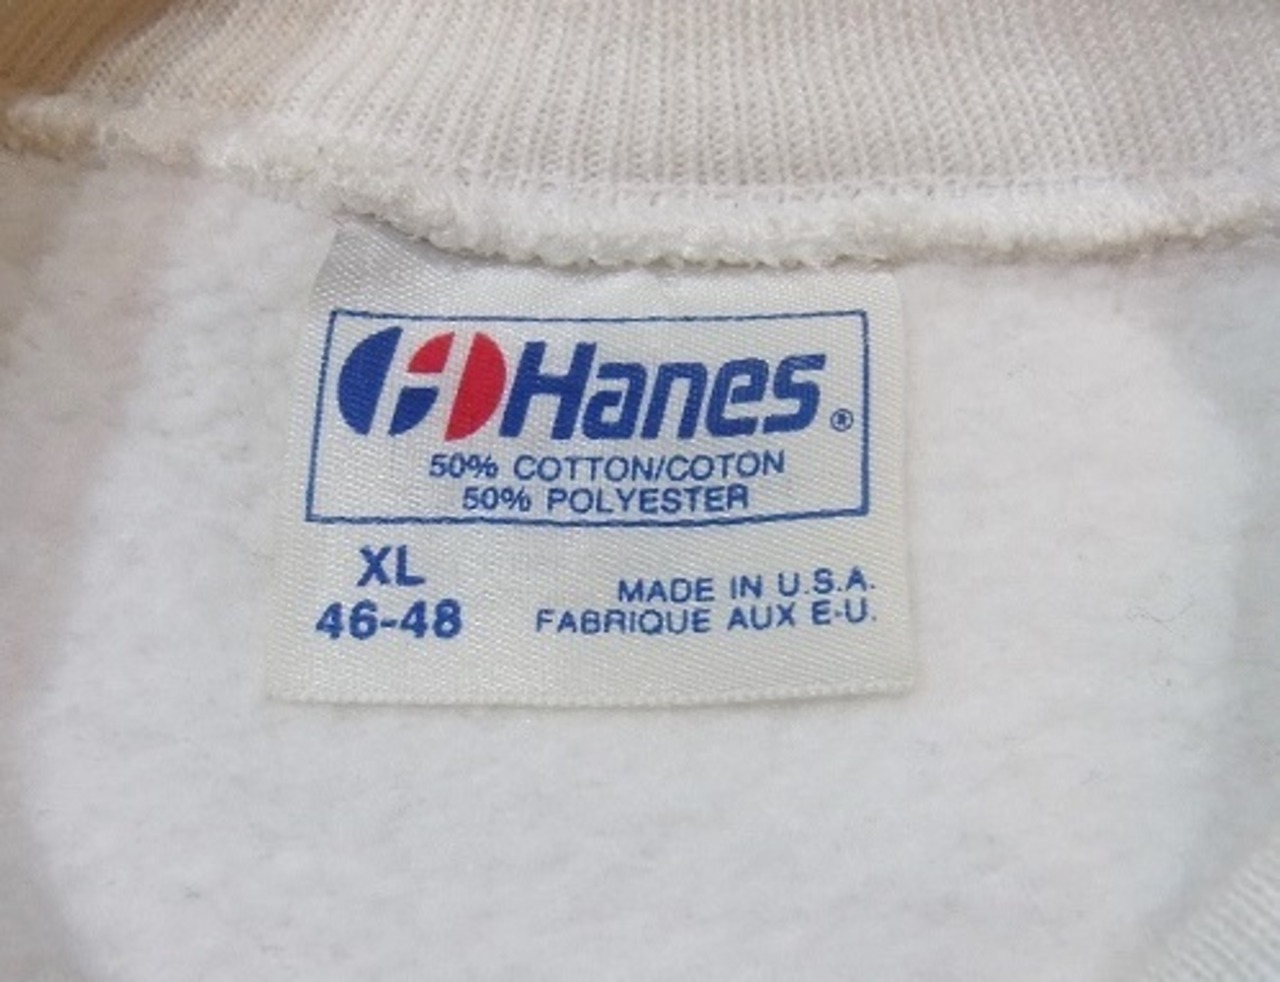 Hanes®
50% COTTON/COTON
50% POLYESTER
XL
46-48
MADE IN U.S.A.
FABRIQUE AUX E-U.